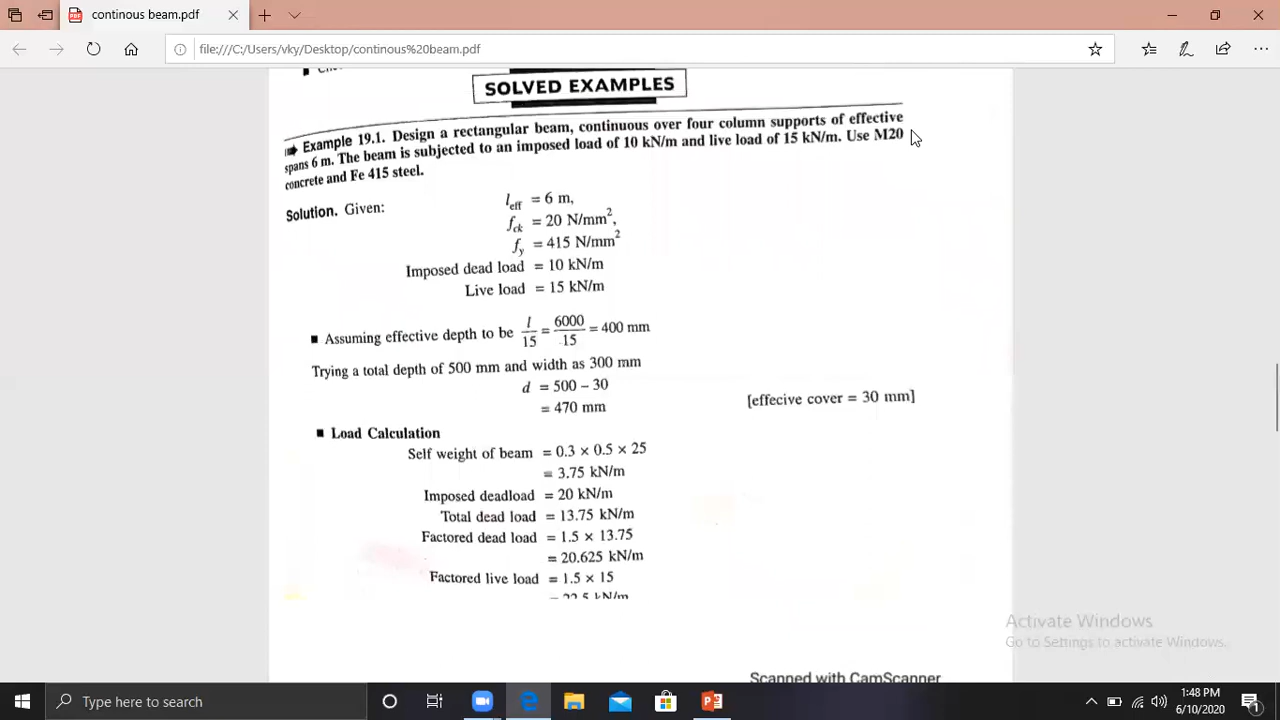 continous beam.pdf
file:///C:/Users/vky/Desktop/continous%20beam.pdf
SOLVED EXAMPLES
Example 19.1. Design a rectangular beam, continuous over four column supports of effective
spans 6 m. The beam is subjected to an imposed load of 10 kN/m and live load of 15 kN/m. Use M20
concrete and Fe 415 steel.
Solution. Given:
l_eff = 6 m,
f_ck = 20 N/mm²,
f_y = 415 N/mm²
Imposed dead load = 10 kN/m
Live load = 15 kN/m
■ Assuming effective depth to be l/15 = 6000/15 = 400 mm
Trying a total depth of 500 mm and width as 300 mm
d = 500 – 30
= 470 mm
[effecive cover = 30 mm]
■ Load Calculation
Self weight of beam = 0.3 × 0.5 × 25
= 3.75 kN/m
Imposed deadload = 20 kN/m
Total dead load = 13.75 kN/m
Factored dead load = 1.5 × 13.75
= 20.625 kN/m
Factored live load = 1.5 × 15
= 22.5 kN/m
Activate Windows
Go to Settings to activate Windows.
Scanned with CamScanner
Type here to search
1:48 PM
6/10/2020